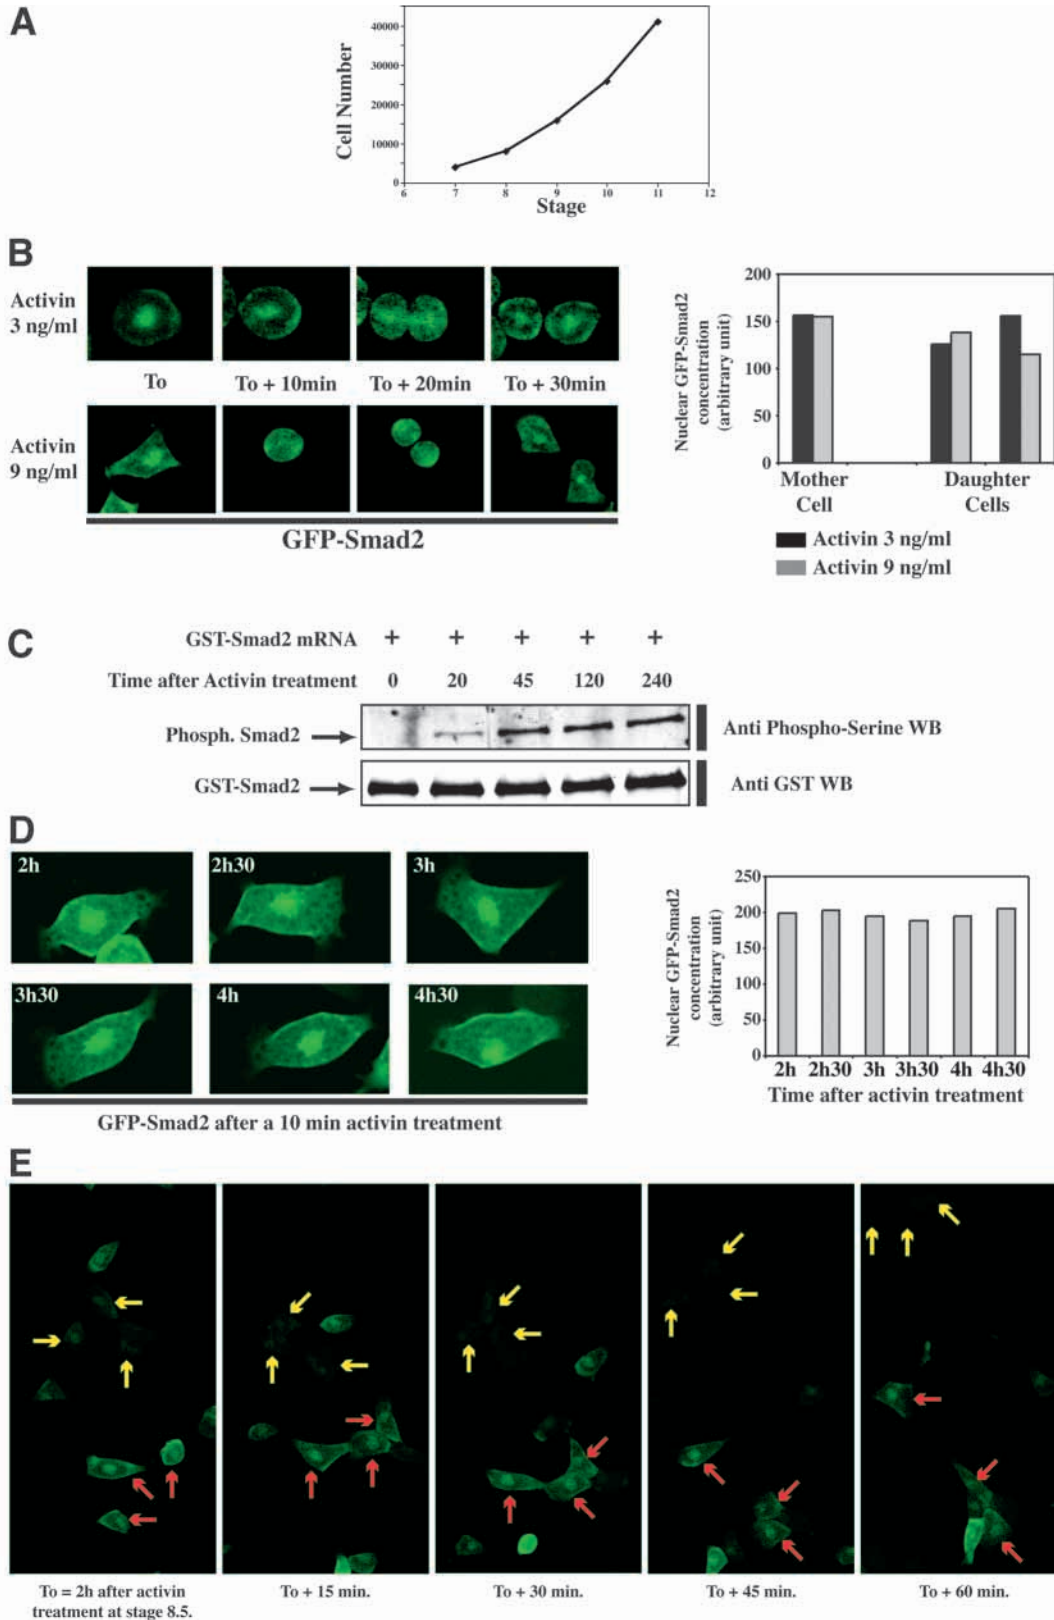 A
Cell Number
40000
30000
20000
10000
0
6 7 8 9 10 11 12
Stage
B
Activin
3 ng/ml
To To + 10min To + 20min To + 30min
Activin
9 ng/ml
GFP-Smad2
Nuclear GFP-Smad2
concentration
(arbitrary unit)
200
150
100
50
0
Mother
Cell
Daughter
Cells
Activin 3 ng/ml
Activin 9 ng/ml
C
GST-Smad2 mRNA + + + + +
Time after Activin treatment 0 20 45 120 240
Phosph. Smad2
Anti Phospho-Serine WB
GST-Smad2
Anti GST WB
D
2h
2h30
3h
3h30
4h
4h30
GFP-Smad2 after a 10 min activin treatment
Nuclear GFP-Smad2
concentration
(arbitrary unit)
250
200
150
100
50
0
2h 2h30 3h 3h30 4h 4h30
Time after activin treatment
E
To = 2h after activin
treatment at stage 8.5.
To + 15 min.
To + 30 min.
To + 45 min.
To + 60 min.